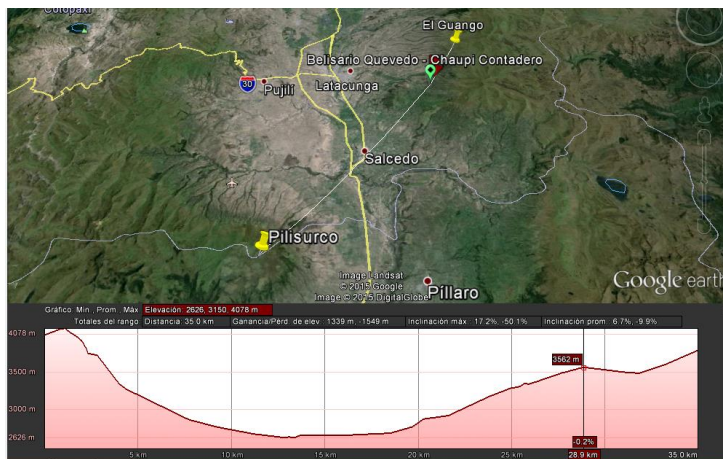 Cotopaxi
El Guango
Belisario Quevedo - Chaupi Contadero
30
Pujilí
Latacunga
Salcedo
Pilisurco
Image Landsat
© 2015 Google
Image © 2015 DigitalGlobe
Píllaro
Google earth
Gráfico: Mín., Prom., Máx. Elevación: 2626, 3150, 4078 m
Totales del rango: Distancia: 35.0 km Ganancia/Pérd. de elev.: 1339 m, -1549 m Inclinación máx.: 17.2%, -50.1% Inclinación prom.: 6.7%, -9.9%
4078 m
3562 m
3500 m
3000 m
2626 m
-0.2%
5 km 10 km 15 km 20 km 25 km 28.9 km 35.0 km